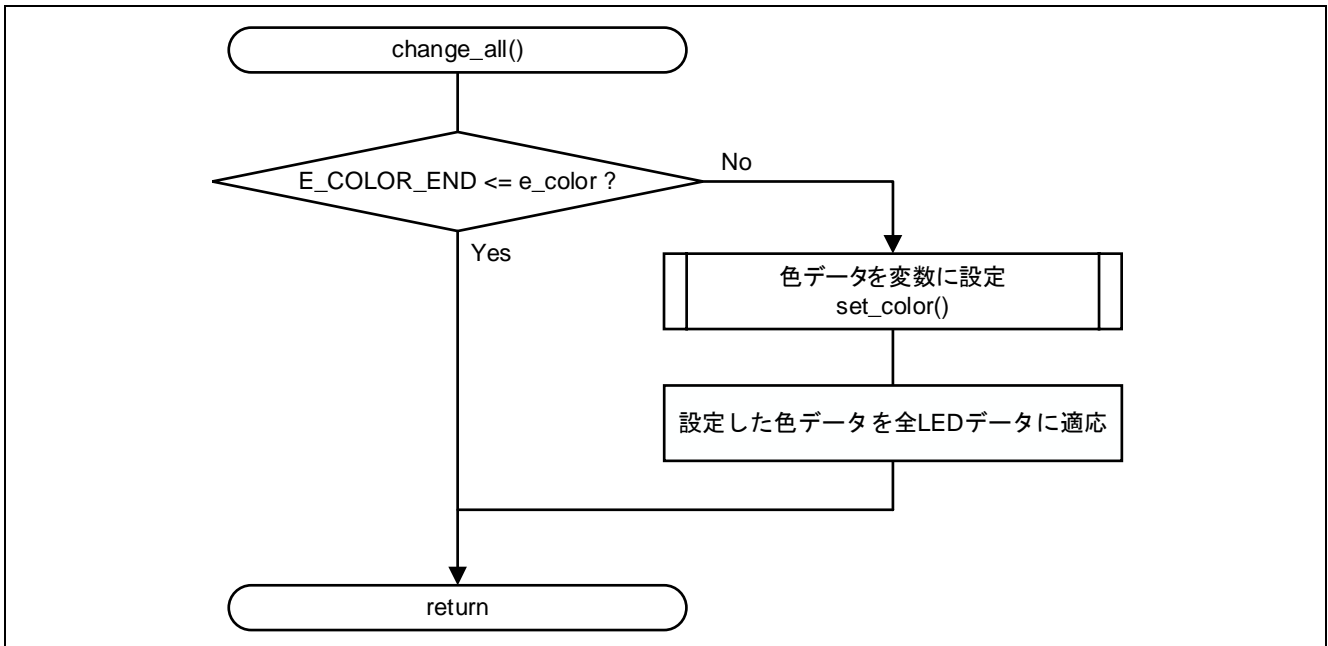 change_all()
E_COLOR_END <= e_color ?
No
Yes
色データを変数に設定
set_color()
設定した色データを全LEDデータに適応
return